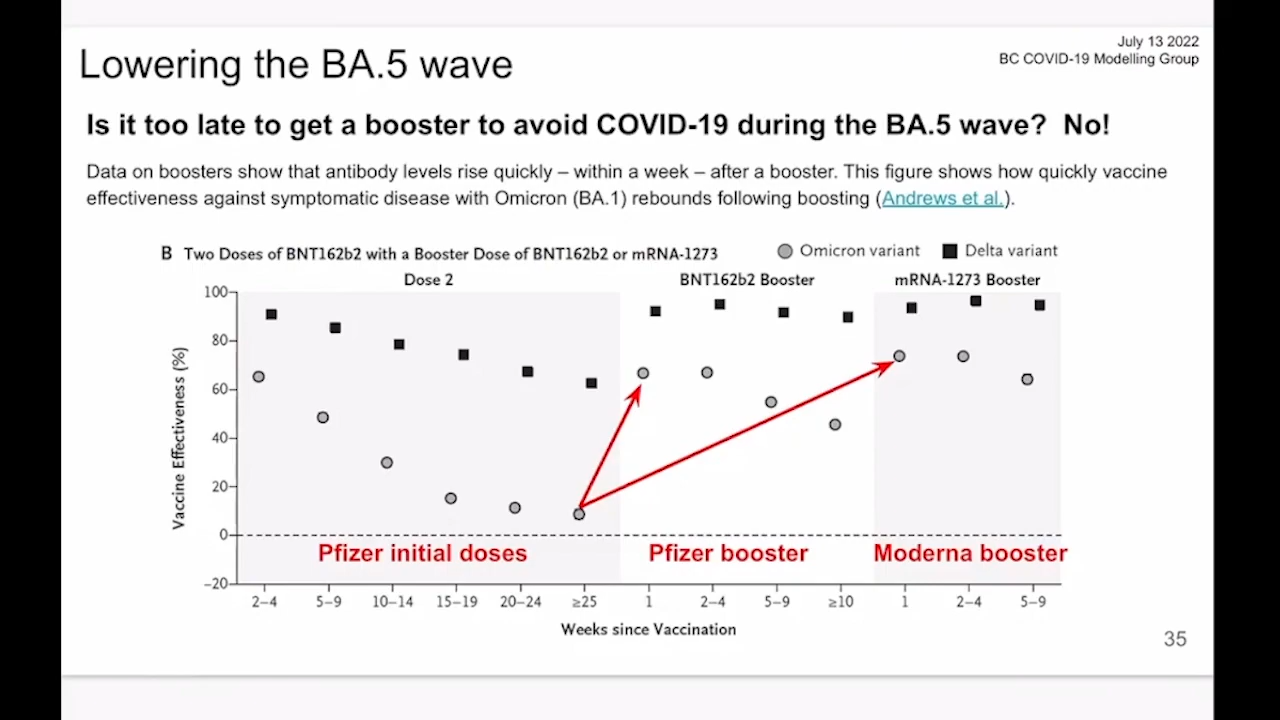 July 13 2022
Lowering the BA.5 wave
BC COVID-19 Modelling Group
Is it too late to get a booster to avoid COVID-19 during the BA.5 wave?  No!
Data on boosters show that antibody levels rise quickly – within a week – after a booster. This figure shows how quickly vaccine
effectiveness against symptomatic disease with Omicron (BA.1) rebounds following boosting (Andrews et al.).
B Two Doses of BNT162b2 with a Booster Dose of BNT162b2 or mRNA-1273
Omicron variant
Delta variant
Dose 2
BNT162b2 Booster
mRNA-1273 Booster
Vaccine Effectiveness (%)
100
80
60
40
20
0
−20
Pfizer initial doses
Pfizer booster
Moderna booster
2–4 5–9 10–14 15–19 20–24 ≥25 1 2–4 5–9 ≥10 1 2–4 5–9
Weeks since Vaccination
35